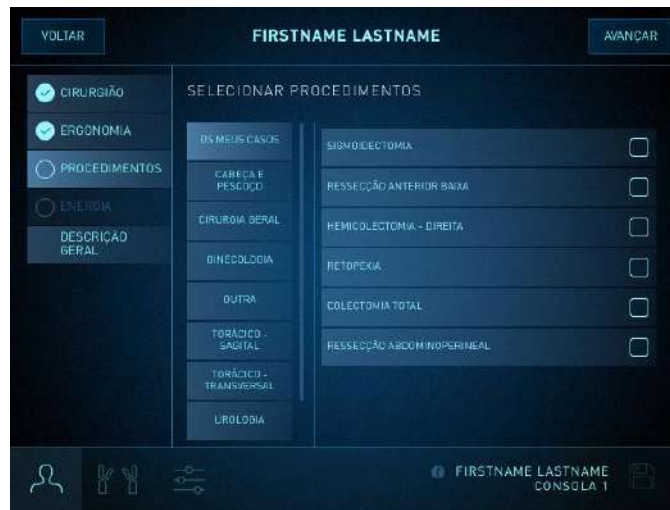 VOLTAR
FIRSTNAME LASTNAME
AVANÇAR
CIRURGIÃO
ERGONOMIA
PROCEDIMENTOS
ENERGIA
DESCRIÇÃO
GERAL
SELECIONAR PROCEDIMENTOS
OS MEUS CASOS
CABEÇA E
PESCOÇO
CIRURGIA GERAL
GINECOLOGIA
OUTRA
TORÁCICO -
SAGITAL
TORÁCICO -
TRANSVERSAL
UROLOGIA
SIGMOIDECTOMIA
RESSECÇÃO ANTERIOR BAIXA
HEMICOLECTOMIA - DIREITA
RETOPEXIA
COLECTOMIA TOTAL
RESSECÇÃO ABDOMINOPERINEAL
FIRSTNAME LASTNAME
CONSOLA 1